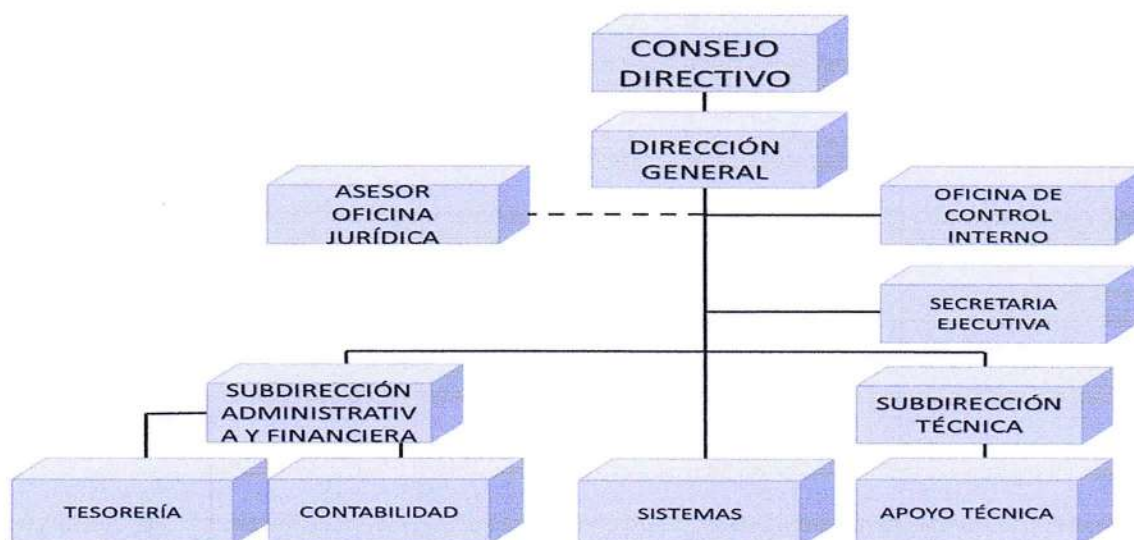 CONSEJO
DIRECTIVO
DIRECCIÓN
GENERAL
ASESOR
OFICINA
JURÍDICA
OFICINA DE
CONTROL
INTERNO
SECRETARIA
EJECUTIVA
SUBDIRECCIÓN
ADMINISTRATIV
A Y FINANCIERA
SUBDIRECCIÓN
TÉCNICA
TESORERÍA
CONTABILIDAD
SISTEMAS
APOYO TÉCNICA